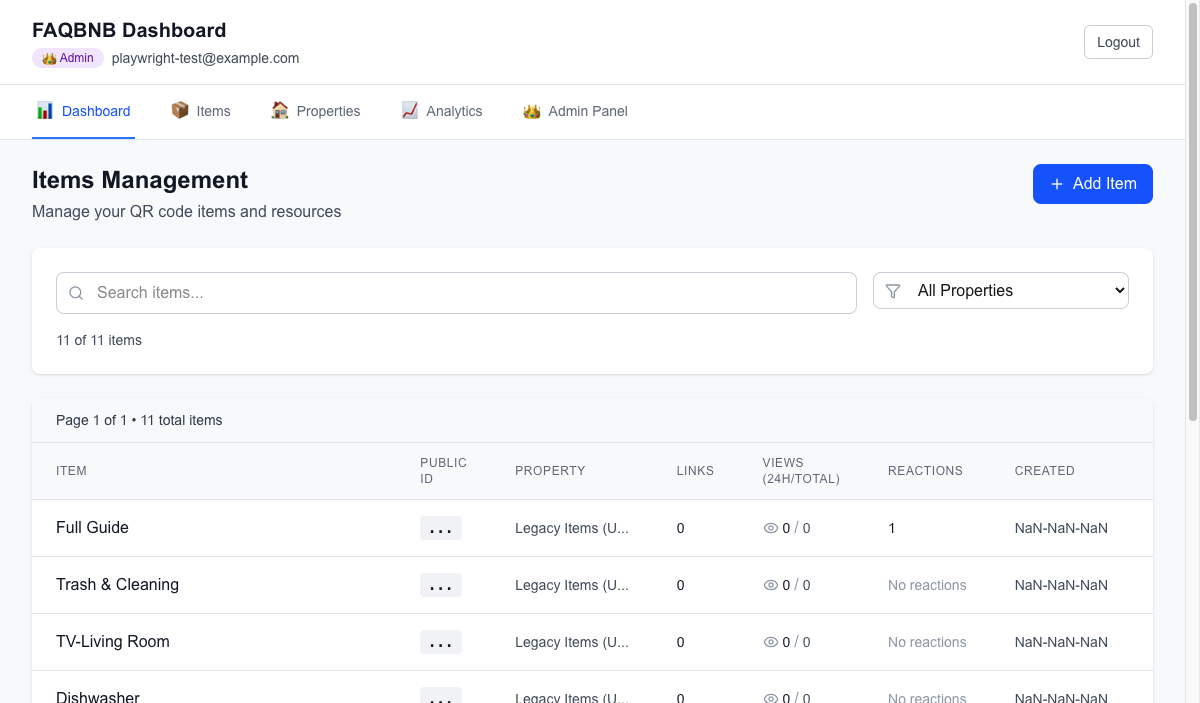 FAQBNB Dashboard
Admin playwright-test@example.com
Logout
Dashboard Items Properties Analytics Admin Panel
Items Management
+ Add Item
Manage your QR code items and resources
Search items...
All Properties
11 of 11 items
Page 1 of 1 • 11 total items
ITEM PUBLIC ID PROPERTY LINKS VIEWS (24H/TOTAL) REACTIONS CREATED
Full Guide ... Legacy Items (U... 0 0 / 0 1 NaN-NaN-NaN
Trash & Cleaning ... Legacy Items (U... 0 0 / 0 No reactions NaN-NaN-NaN
TV-Living Room ... Legacy Items (U... 0 0 / 0 No reactions NaN-NaN-NaN
Dishwasher ... Legacy Items (U... 0 0 / 0 No reactions NaN-NaN-NaN